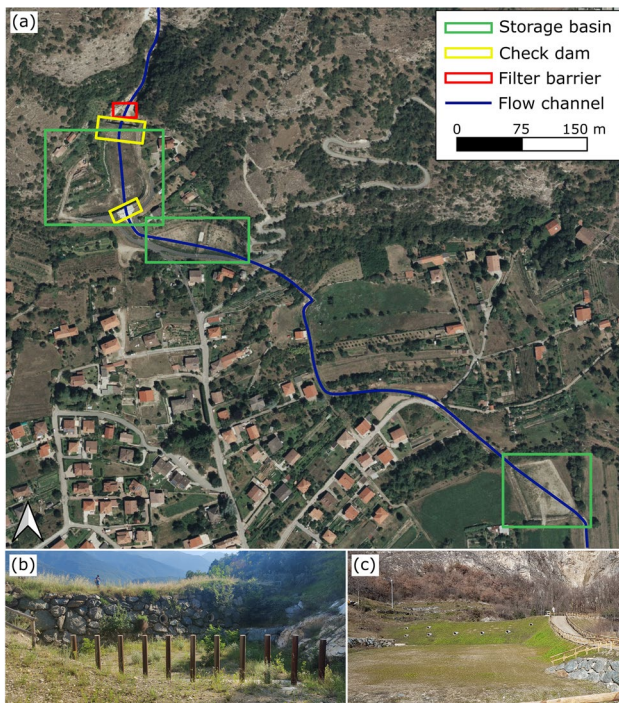 (a)
Storage basin
Check dam
Filter barrier
Flow channel
0 75 150 m
(b)
(c)